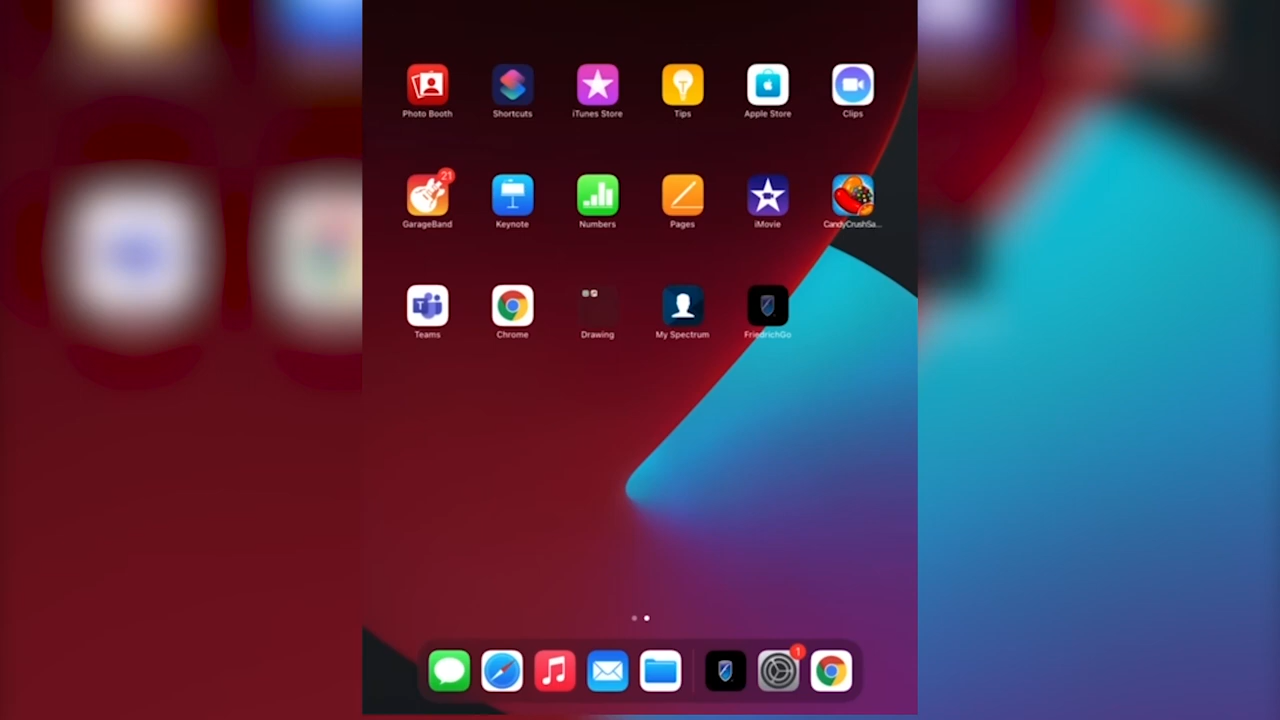 Photo Booth Shortcuts iTunes Store Tips Apple Store Clips
21
GarageBand Keynote Numbers Pages iMovie CandyCrushSa...
Teams Chrome Drawing My Spectrum FriedrichGo
1